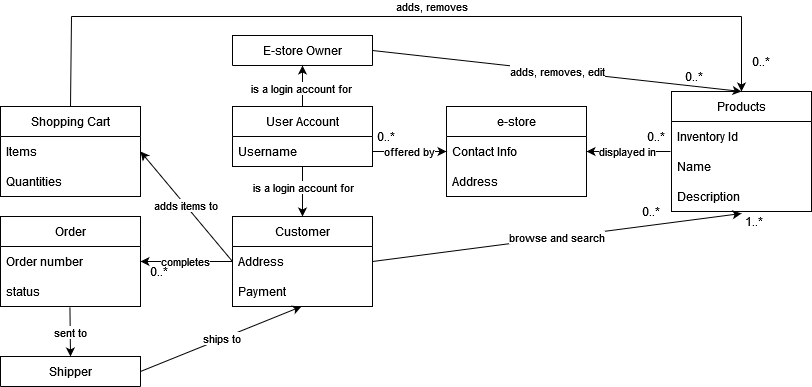 adds, removes
E-store Owner
adds, removes, edit
0..*
0..*
is a login account for
Shopping Cart
Items
Quantities
User Account
Username
0..*
offered by
e-store
Contact Info
Address
0..*
displayed in
Products
Inventory Id
Name
Description
is a login account for
adds items to
0..*
1..*
Order
Order number
status
completes
0..*
Customer
Address
Payment
browse and search
sent to
ships to
Shipper